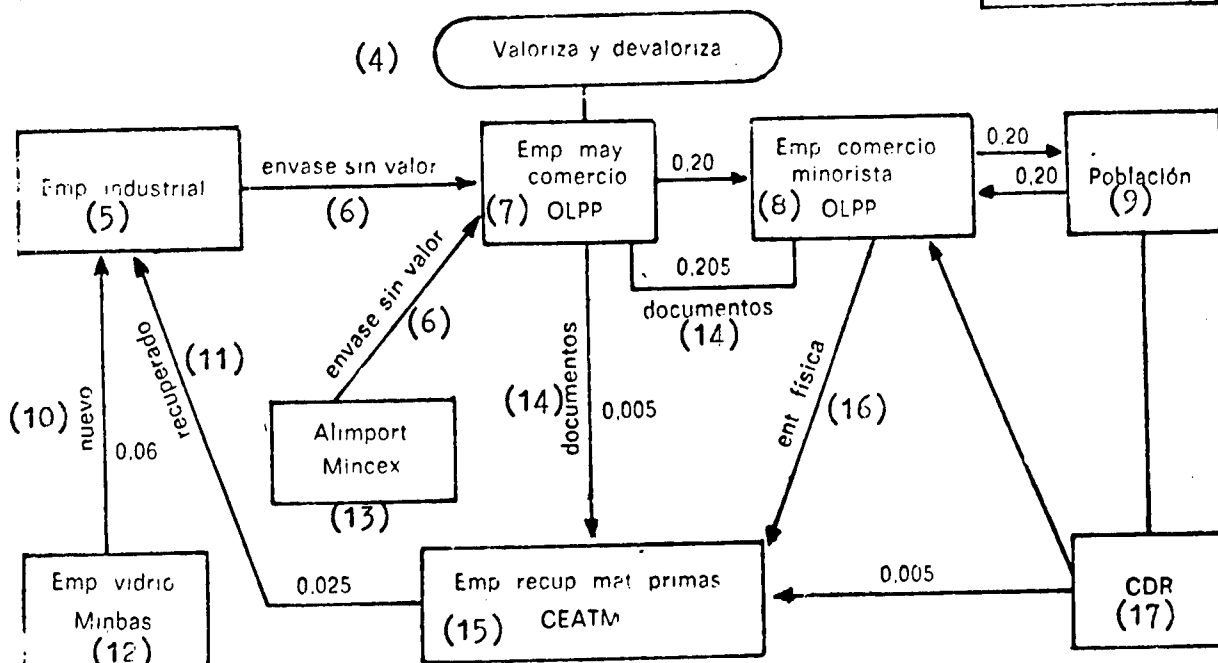 (4)
Valoriza y devaloriza
Emp industrial
(5)
envase sin valor
(6)
Emp may
comercio
(7) OLPP
0,20
Emp comercio
minorista
(8) OLPP
0,20
0,20
Población
(9)
envase sin valor
(6)
0,205
documentos
(14)
(10)
nuevo
0.06
recuperado
(11)
Alimport
Mincex
(13)
(14)
documentos
0,005
ent física
(16)
Emp vidrio
Minbas
(12)
0.025
Emp recup mat primas
(15) CEATM
0,005
CDR
(17)